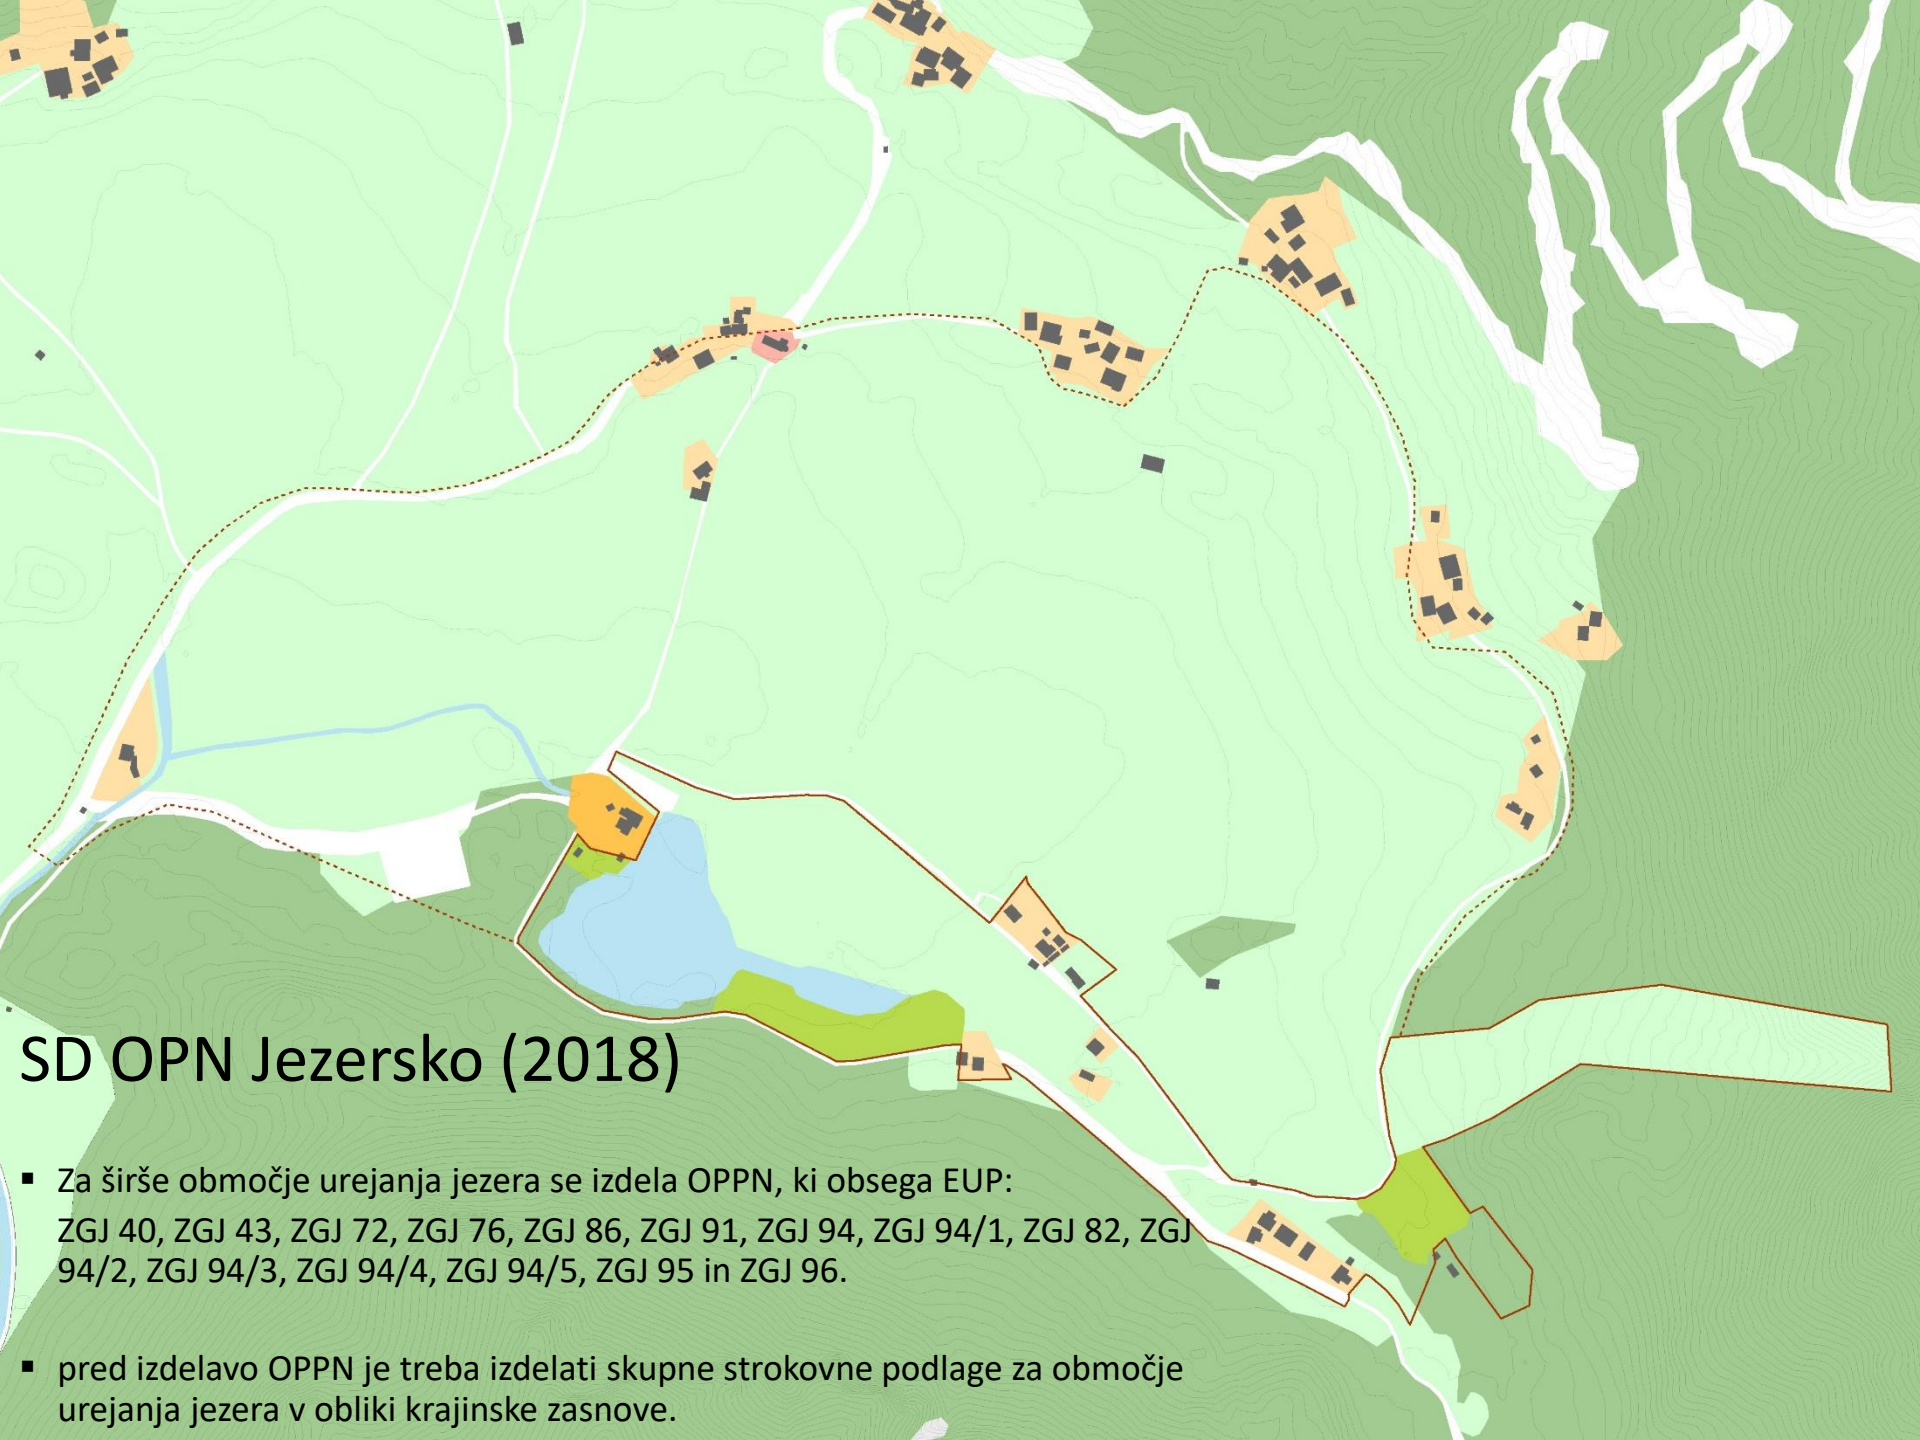 SD OPN Jezersko (2018)
▪ Za širše območje urejanja jezera se izdela OPPN, ki obsega EUP:
ZGJ 40, ZGJ 43, ZGJ 72, ZGJ 76, ZGJ 86, ZGJ 91, ZGJ 94, ZGJ 94/1, ZGJ 82, ZGJ
94/2, ZGJ 94/3, ZGJ 94/4, ZGJ 94/5, ZGJ 95 in ZGJ 96.
▪ pred izdelavo OPPN je treba izdelati skupne strokovne podlage za območje
urejanja jezera v obliki krajinske zasnove.